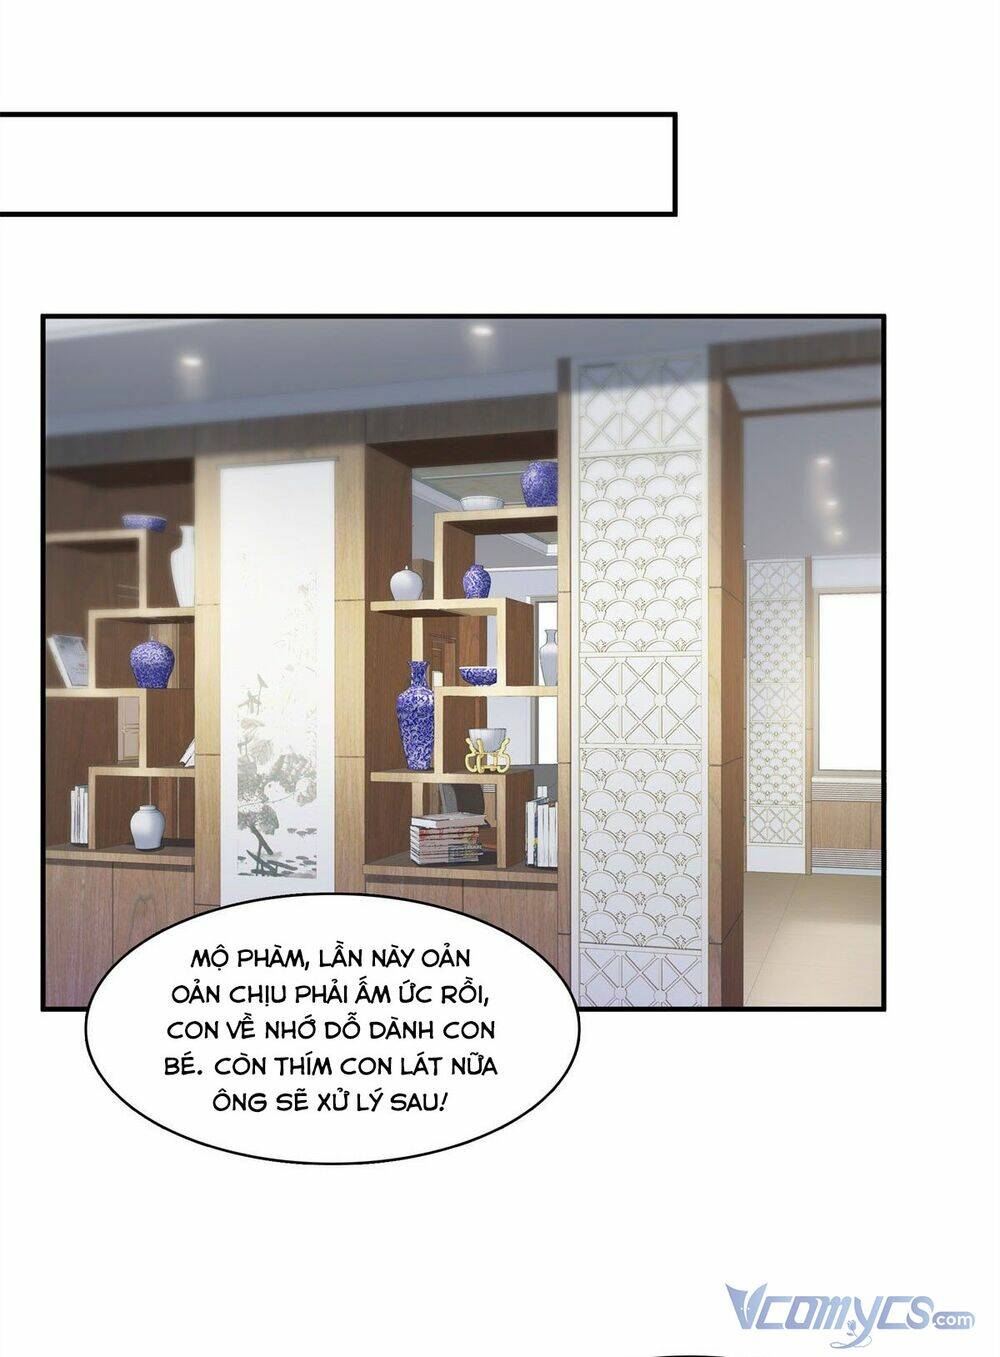 MỘ PHÀM, LẦN NÀY OẢN
OẢN CHỊU PHẢI ẤM ỨC RỒI,
CON VỀ NHỚ DỖ DÀNH CON
BÉ. CÒN THÍM CON LÁT NỮA
ÔNG SẼ XỬ LÝ SAU!
VCOMYCS.com